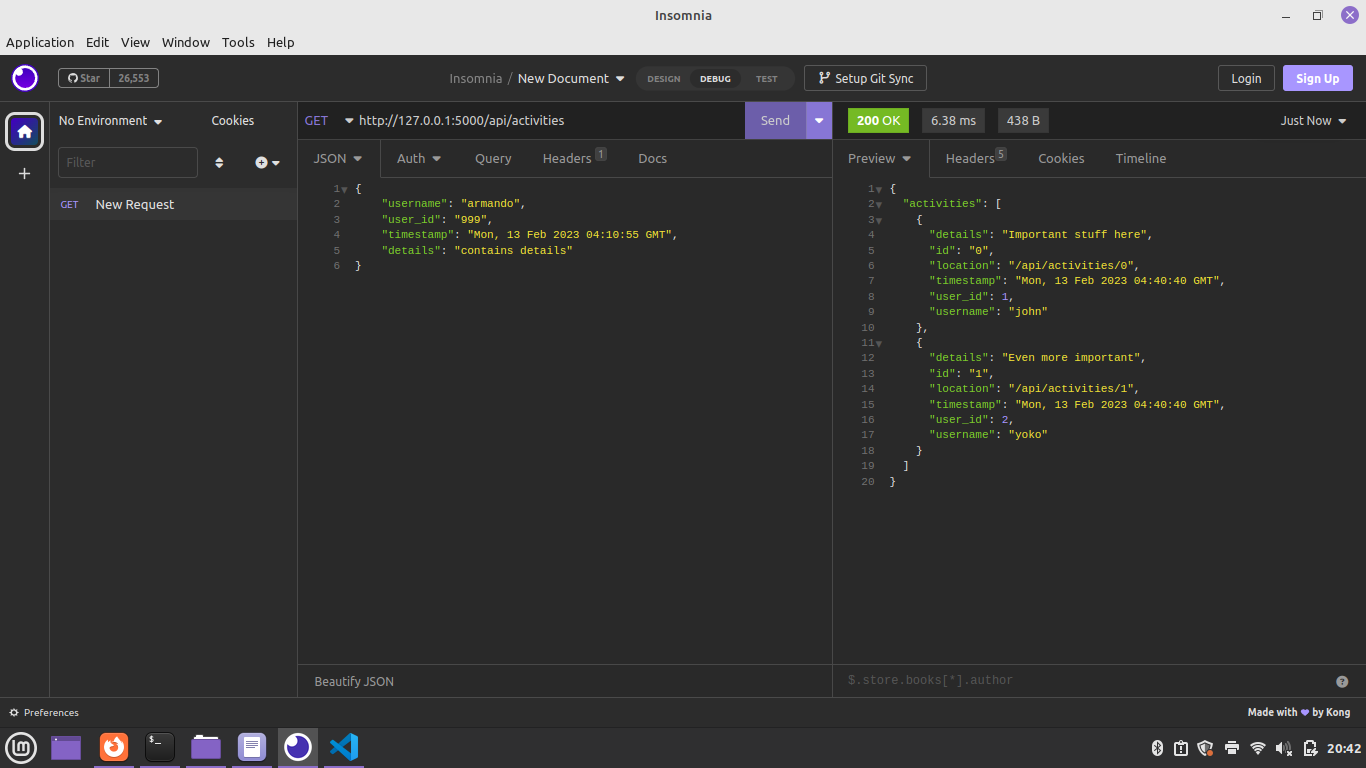 Insomnia
Application Edit View Window Tools Help
Star 26,553
Insomnia / New Document
DESIGN DEBUG TEST
Setup Git Sync
Login Sign Up
No Environment Cookies
GET http://127.0.0.1:5000/api/activities Send
200 OK 6.38 ms 438 B Just Now
Filter
GET New Request
JSON Auth Query Headers 1 Docs
1 {
2 "username": "armando",
3 "user_id": "999",
4 "timestamp": "Mon, 13 Feb 2023 04:10:55 GMT",
5 "details": "contains details"
6 }
Beautify JSON
Preview Headers 5 Cookies Timeline
1 {
2 "activities": [
3 {
4 "details": "Important stuff here",
5 "id": "0",
6 "location": "/api/activities/0",
7 "timestamp": "Mon, 13 Feb 2023 04:40:40 GMT",
8 "user_id": 1,
9 "username": "john"
10 },
11 {
12 "details": "Even more important",
13 "id": "1",
14 "location": "/api/activities/1",
15 "timestamp": "Mon, 13 Feb 2023 04:40:40 GMT",
16 "user_id": 2,
17 "username": "yoko"
18 }
19 ]
20 }
$.store.books[*].author
Preferences
Made with by Kong
$_
20:42